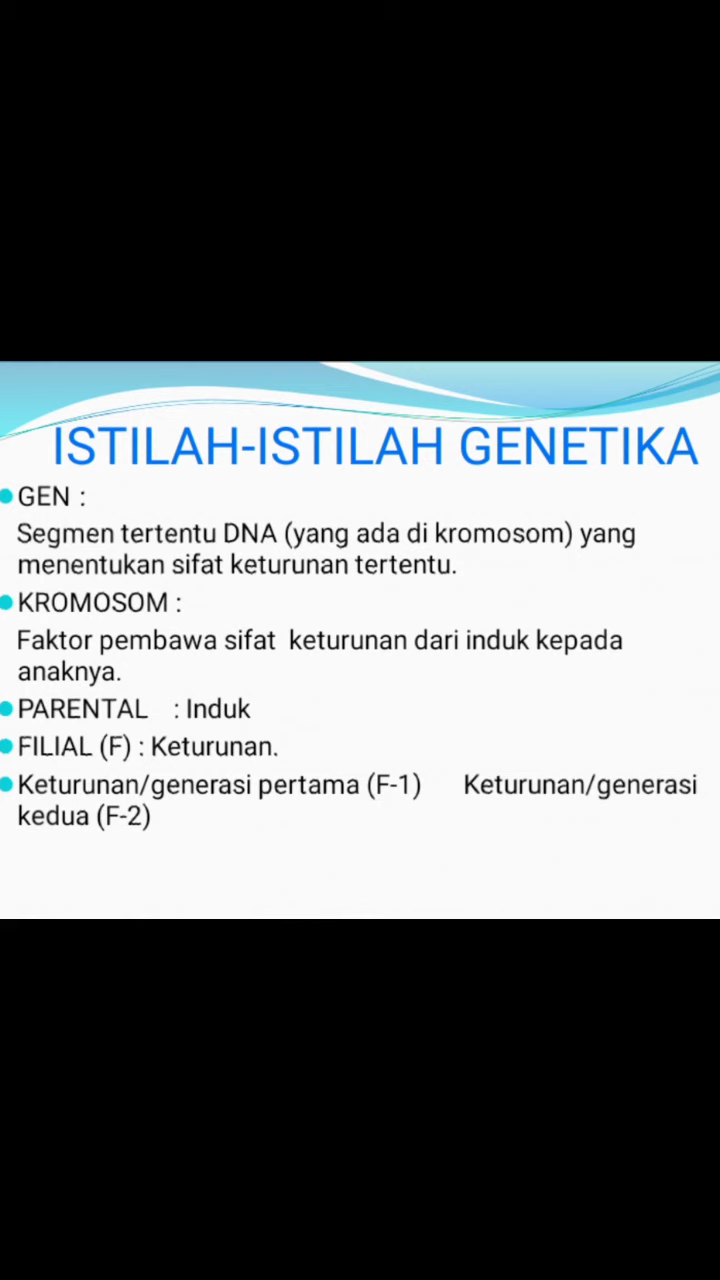 ISTILAH-ISTILAH GENETIKA
GEN :
Segmen tertentu DNA (yang ada di kromosom) yang
menentukan sifat keturunan tertentu.
KROMOSOM :
Faktor pembawa sifat  keturunan dari induk kepada
anaknya.
PARENTAL    : Induk
FILIAL (F) : Keturunan.
Keturunan/generasi pertama (F-1)      Keturunan/generasi
kedua (F-2)